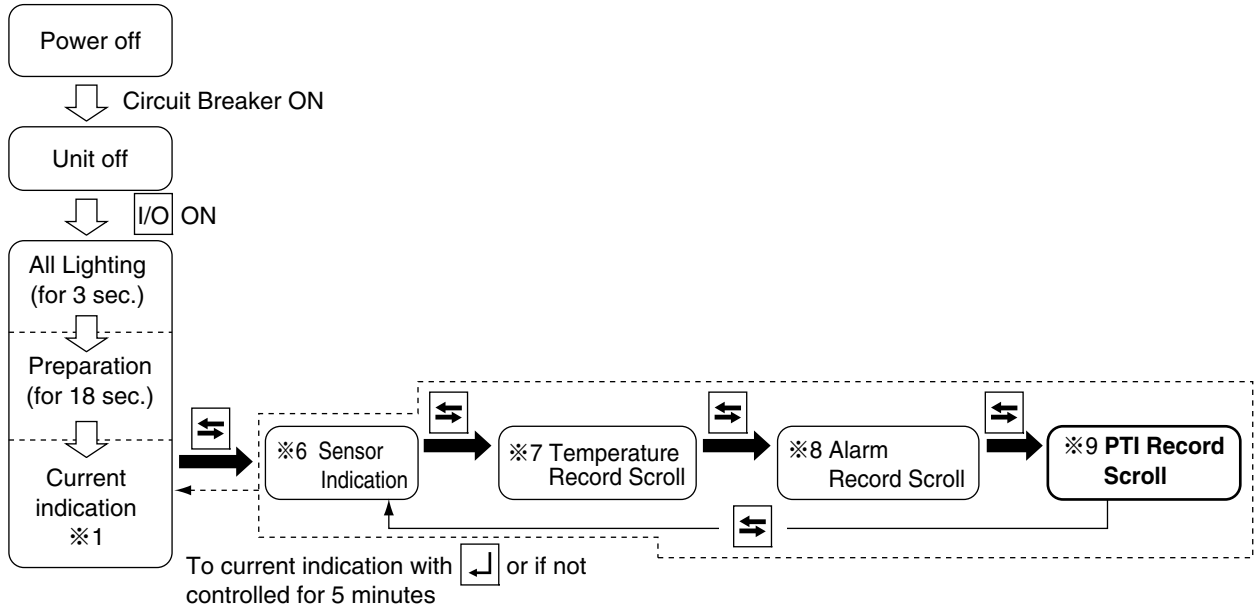 Power off
Circuit Breaker ON
Unit off
I/O ON
All Lighting
(for 3 sec.)
Preparation
(for 18 sec.)
Current
indication
※1
※6 Sensor
Indication
※7 Temperature
Record Scroll
※8 Alarm
Record Scroll
※9 PTI Record
Scroll
To current indication with ↵ or if not
controlled for 5 minutes